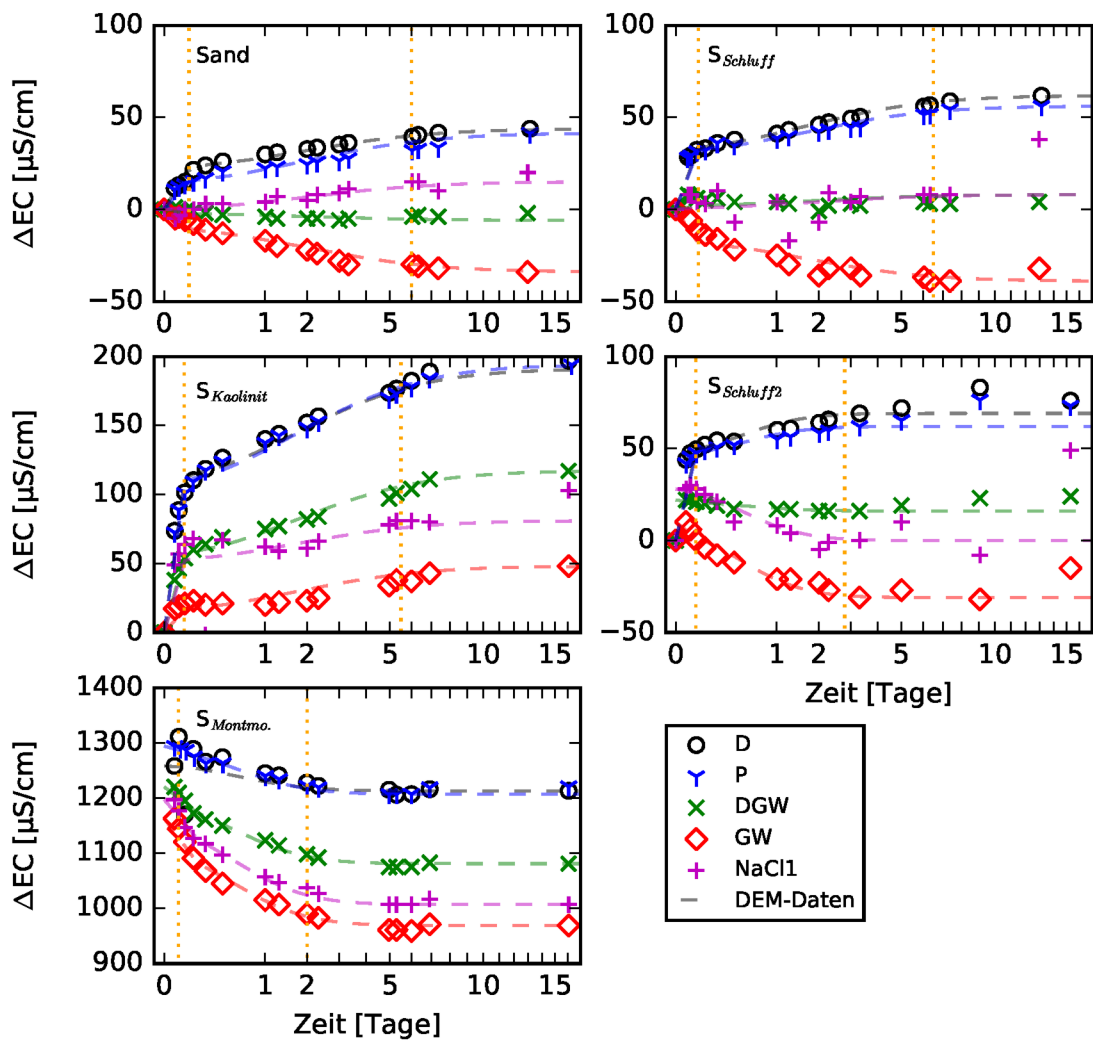 100
50
0
−50
ΔEC [µS/cm]
Sand
0 1 2 5 10 15
100
50
0
−50
S_Schluff
0 1 2 5 10 15
200
150
100
50
0
ΔEC [µS/cm]
S_Kaolinit
0 1 2 5 10 15
100
50
0
−50
S_Schluff2
0 1 2 5 10 15
Zeit [Tage]
1400
1300
1200
1100
1000
900
ΔEC [µS/cm]
S_Montmo.
0 1 2 5 10 15
Zeit [Tage]
D
P
DGW
GW
NaCl1
DEM-Daten